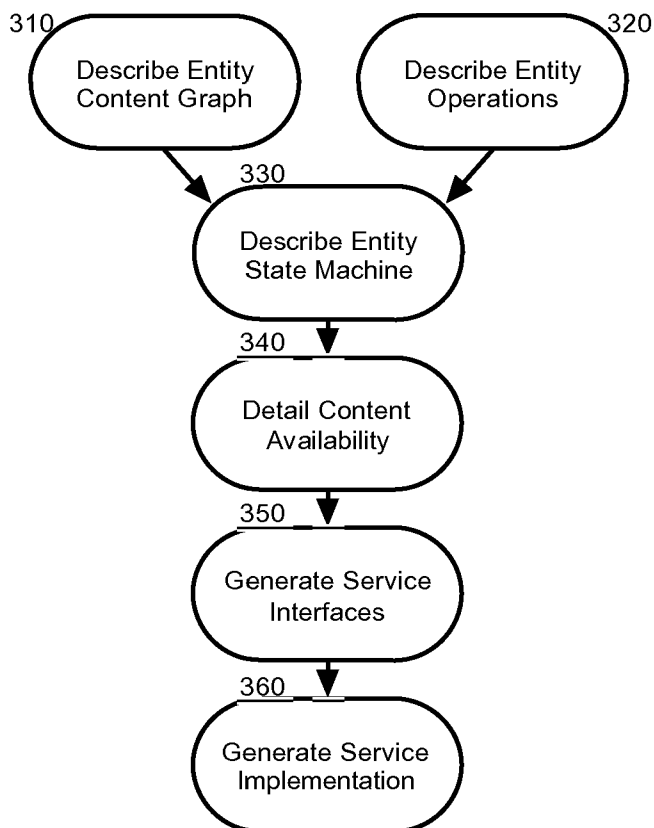 310
320
Describe Entity
Content Graph
Describe Entity
Operations
330
Describe Entity
State Machine
340
Detail Content
Availability
350
Generate Service
Interfaces
360
Generate Service
Implementation